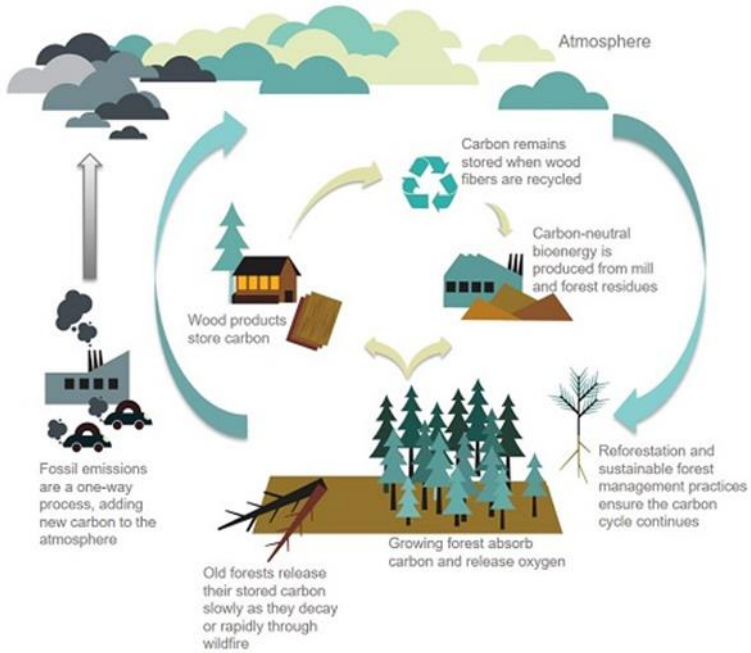 Atmosphere
Carbon remains
stored when wood
fibers are recycled
Carbon-neutral
bioenergy is
produced from mill
and forest residues
Wood products
store carbon
Fossil emissions
are a one-way
process, adding
new carbon to the
atmosphere
Reforestation and
sustainable forest
management practices
ensure the carbon
cycle continues
Growing forest absorb
carbon and release oxygen
Old forests release
their stored carbon
slowly as they decay
or rapidly through
wildfire